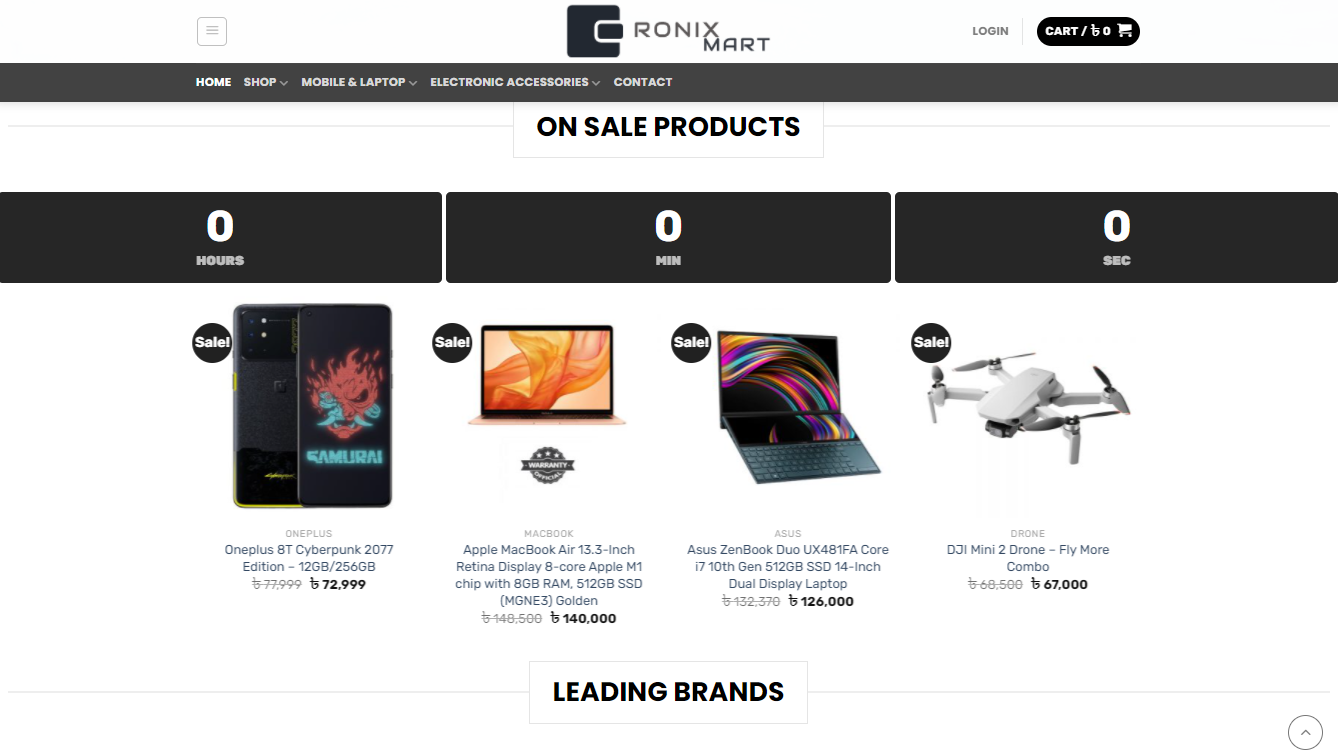 CRONIX
MART
LOGIN
CART / ৳ 0
HOME SHOP MOBILE & LAPTOP ELECTRONIC ACCESSORIES CONTACT
ON SALE PRODUCTS
0
HOURS
0
MIN
0
SEC
Sale!
SAMURAI
Sale!
WARRANTY
OFFICIAL
Sale!
Sale!
ONEPLUS
Oneplus 8T Cyberpunk 2077
Edition – 12GB/256GB
৳ 77,999 ৳ 72,999
MACBOOK
Apple MacBook Air 13.3-Inch
Retina Display 8-core Apple M1
chip with 8GB RAM, 512GB SSD
(MGNE3) Golden
৳ 148,500 ৳ 140,000
ASUS
Asus ZenBook Duo UX481FA Core
i7 10th Gen 512GB SSD 14-Inch
Dual Display Laptop
৳ 132,370 ৳ 126,000
DRONE
DJI Mini 2 Drone – Fly More
Combo
৳ 68,500 ৳ 67,000
LEADING BRANDS